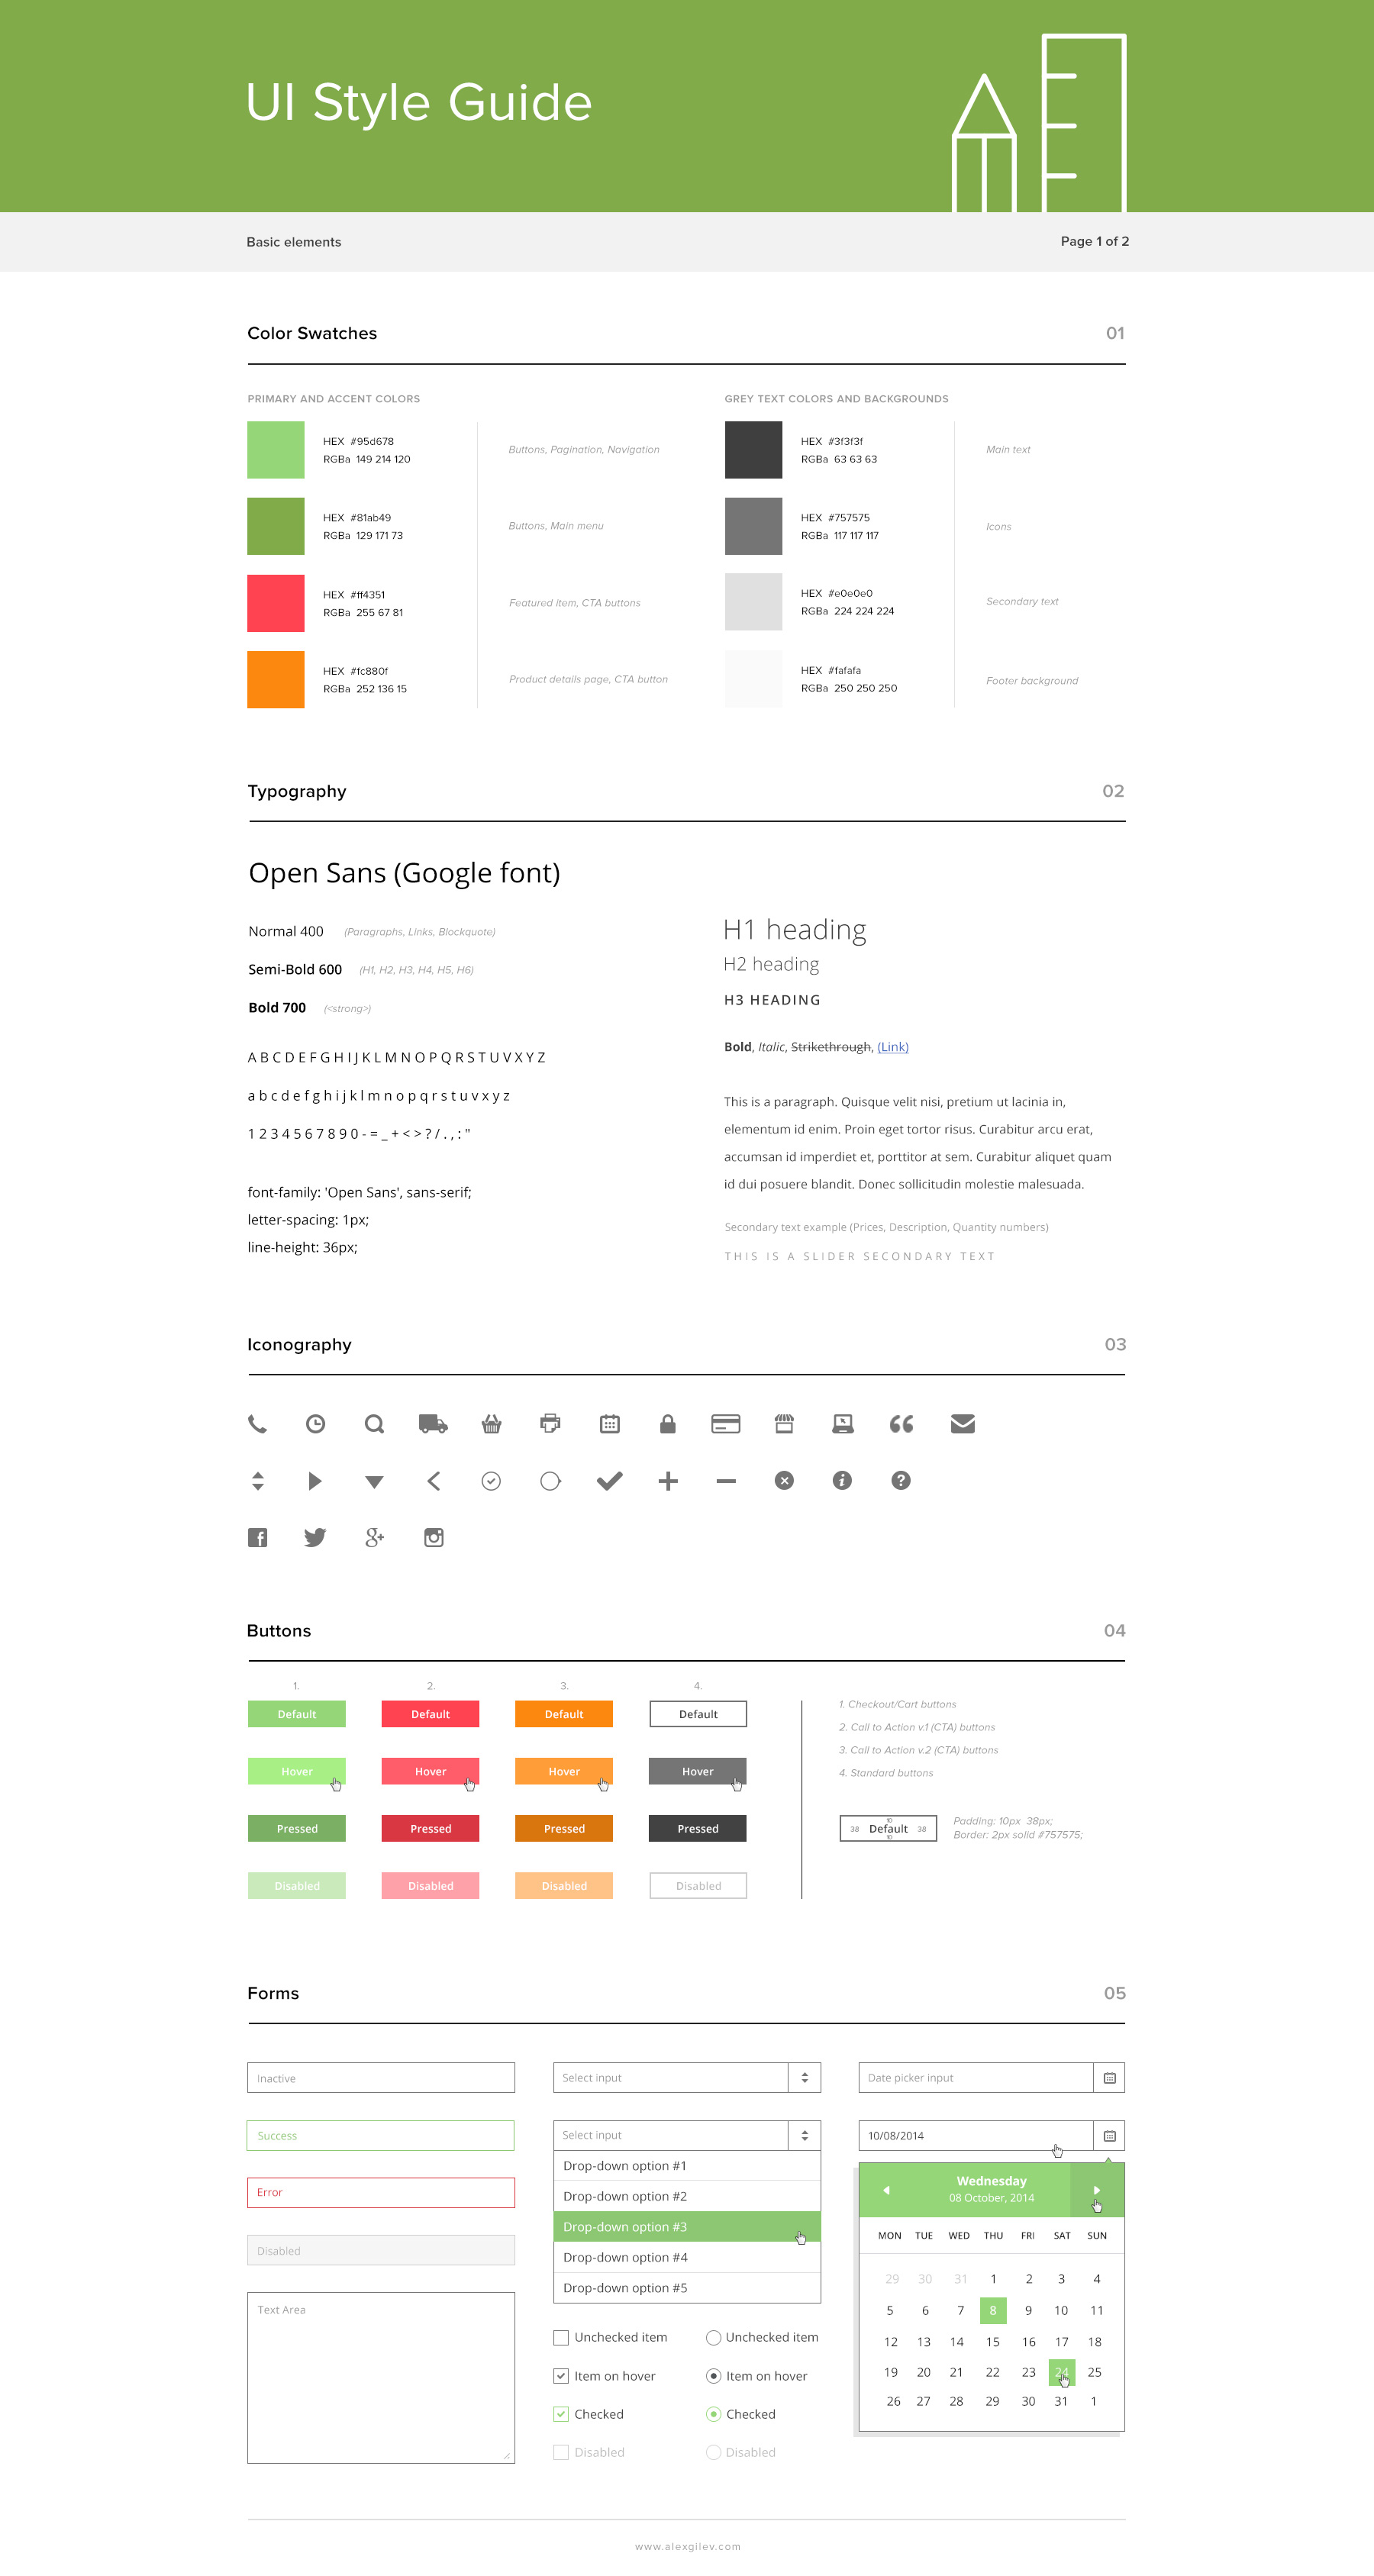 UI Style Guide
Basic elements
Page 1 of 2
Color Swatches
01
PRIMARY AND ACCENT COLORS
HEX #95d678
RGBa 149 214 120
Buttons, Pagination, Navigation
HEX #81ab49
RGBa 129 171 73
Buttons, Main menu
HEX #ff4351
RGBa 255 67 81
Featured item, CTA buttons
HEX #fc880f
RGBa 252 136 15
Product details page, CTA button
GREY TEXT COLORS AND BACKGROUNDS
HEX #3f3f3f
RGBa 63 63 63
Main text
HEX #757575
RGBa 117 117 117
Icons
HEX #e0e0e0
RGBa 224 224 224
Secondary text
HEX #fafafa
RGBa 250 250 250
Footer background
Typography
02
Open Sans (Google font)
Normal 400 (Paragraphs, Links, Blockquote)
Semi-Bold 600 (H1, H2, H3, H4, H5, H6)
Bold 700 (<strong>)
A B C D E F G H I J K L M N O P Q R S T U V X Y Z
a b c d e f g h i j k l m n o p q r s t u v x y z
1 2 3 4 5 6 7 8 9 0 - = _ + < > ? / . , : "
font-family: 'Open Sans', sans-serif;
letter-spacing: 1px;
line-height: 36px;
H1 heading
H2 heading
H3 HEADING
Bold, Italic, Strikethrough, (Link)
This is a paragraph. Quisque velit nisi, pretium ut lacinia in,
elementum id enim. Proin eget tortor risus. Curabitur arcu erat,
accumsan id imperdiet et, porttitor at sem. Curabitur aliquet quam
id dui posuere blandit. Donec sollicitudin molestie malesuada.
Secondary text example (Prices, Description, Quantity numbers)
THIS IS A SLIDER SECONDARY TEXT
Iconography
03
Buttons
04
1. 2. 3. 4.
Default Default Default Default
Hover Hover Hover Hover
Pressed Pressed Pressed Pressed
Disabled Disabled Disabled Disabled
1. Checkout/Cart buttons
2. Call to Action v.1 (CTA) buttons
3. Call to Action v.2 (CTA) buttons
4. Standard buttons
10
38 Default 38
10
Padding: 10px 38px;
Border: 2px solid #757575;
Forms
05
Inactive
Success
Error
Disabled
Text Area
Select input
Select input
Drop-down option #1
Drop-down option #2
Drop-down option #3
Drop-down option #4
Drop-down option #5
Unchecked item
Item on hover
Checked
Disabled
Unchecked item
Item on hover
Checked
Disabled
Date picker input
10/08/2014
Wednesday
08 October, 2014
MON TUE WED THU FRI SAT SUN
29 30 31 1 2 3 4
5 6 7 8 9 10 11
12 13 14 15 16 17 18
19 20 21 22 23 24 25
26 27 28 29 30 31 1
www.alexgilev.com